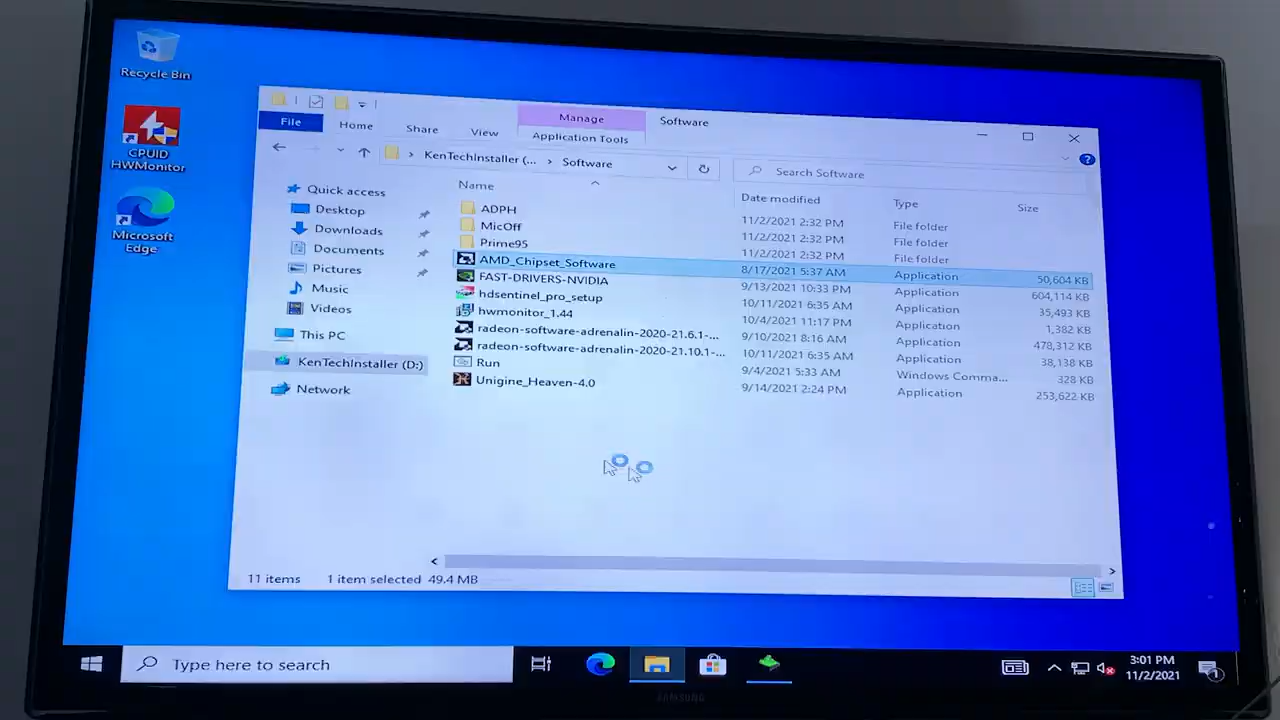 Recycle Bin
CPUID
HWMonitor
Microsoft
Edge
Manage
Software
File
Home
Share
View
Application Tools
KenTechInstaller (...
Software
Search Software
Quick access
Desktop
Downloads
Documents
Pictures
Music
Videos
This PC
KenTechInstaller (D:)
Network
Name
Date modified
Type
Size
ADPH
11/2/2021 2:32 PM
File folder
MicOff
11/2/2021 2:32 PM
File folder
Prime95
11/2/2021 2:32 PM
File folder
AMD_Chipset_Software
8/17/2021 5:37 AM
Application
50,604 KB
FAST-DRIVERS-NVIDIA
9/13/2021 10:33 PM
Application
604,114 KB
hdsentinel_pro_setup
10/11/2021 6:35 AM
Application
35,493 KB
hwmonitor_1.44
10/4/2021 11:17 PM
Application
1,382 KB
radeon-software-adrenalin-2020-21.6.1-...
9/10/2021 8:16 AM
Application
478,312 KB
radeon-software-adrenalin-2020-21.10.1-...
10/11/2021 6:35 AM
Application
38,138 KB
Run
9/4/2021 5:33 AM
Windows Comma...
328 KB
Unigine_Heaven-4.0
9/14/2021 2:24 PM
Application
253,622 KB
11 items
1 item selected 49.4 MB
Type here to search
3:01 PM
11/2/2021
1
SAMSUNG